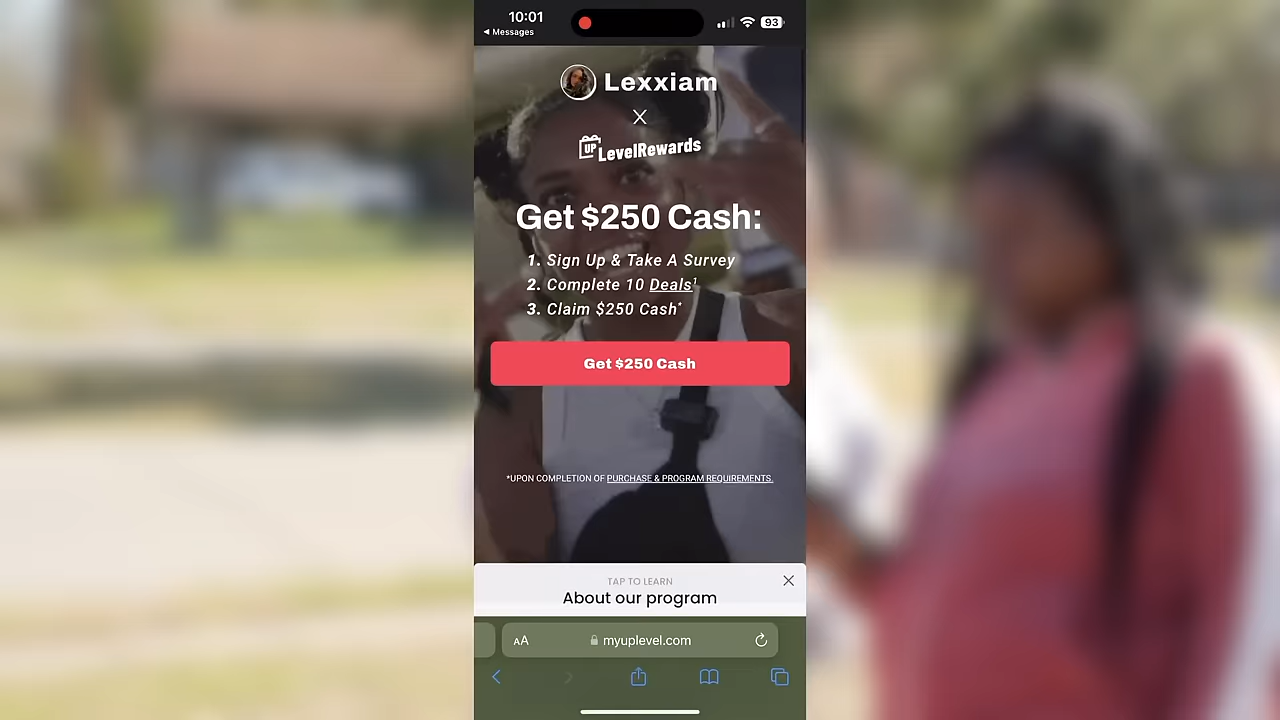 10:01
93
◀ Messages
Lexxiam
X
UP LevelRewards
Get $250 Cash:
1. Sign Up & Take A Survey
2. Complete 10 Deals¹
3. Claim $250 Cash*
Get $250 Cash
*UPON COMPLETION OF PURCHASE & PROGRAM REQUIREMENTS.
TAP TO LEARN
About our program
AA
myuplevel.com